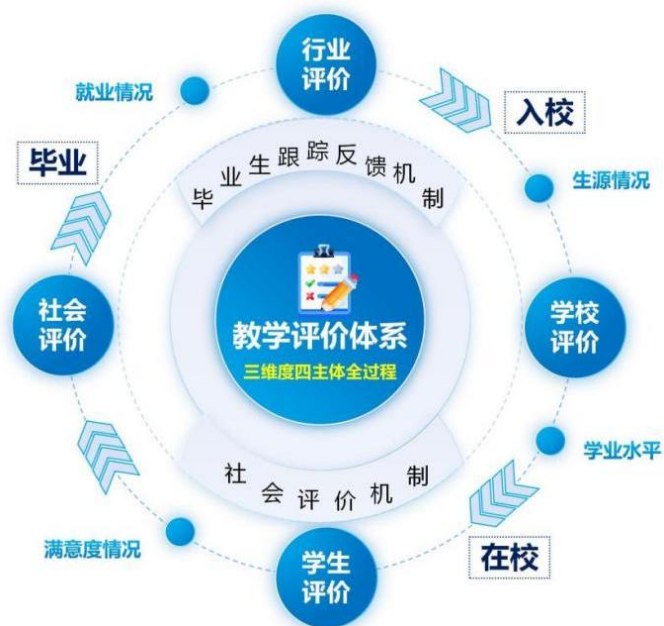 行业
评价
就业情况
入校
毕业
毕业生跟踪反馈机制
生源情况
社会
评价
教学评价体系
三维度四主体全过程
学校
评价
学业水平
社会评价机制
满意度情况
学生
评价
在校